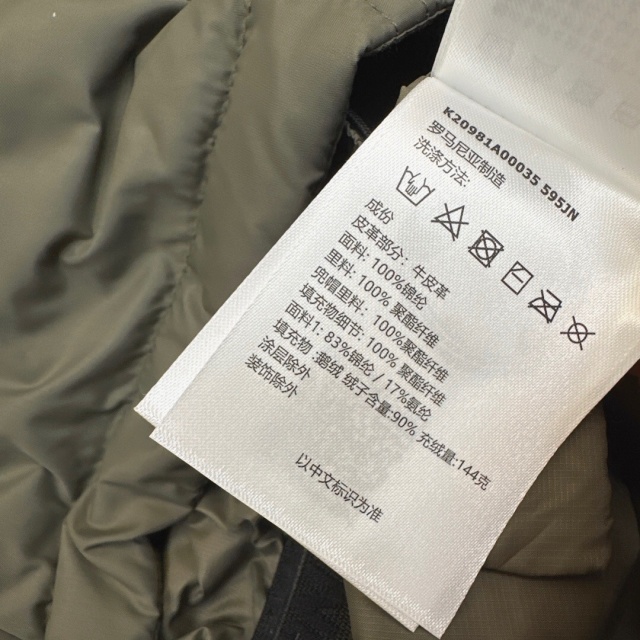 K20981A00035 595JN
罗马尼亚制造
洗涤方法:
成份
皮革部分: 牛皮革
面料: 100%锦纶
里料: 100% 聚酯纤维
兜帽里料: 100% 聚酯纤维
填充物细节: 100% 聚酯纤维
面料1: 83%锦纶 / 17%氨纶
填充物 :鹅绒 绒子含量:90% 充绒量:144克
涂层除外
装饰除外
以中文标识为准